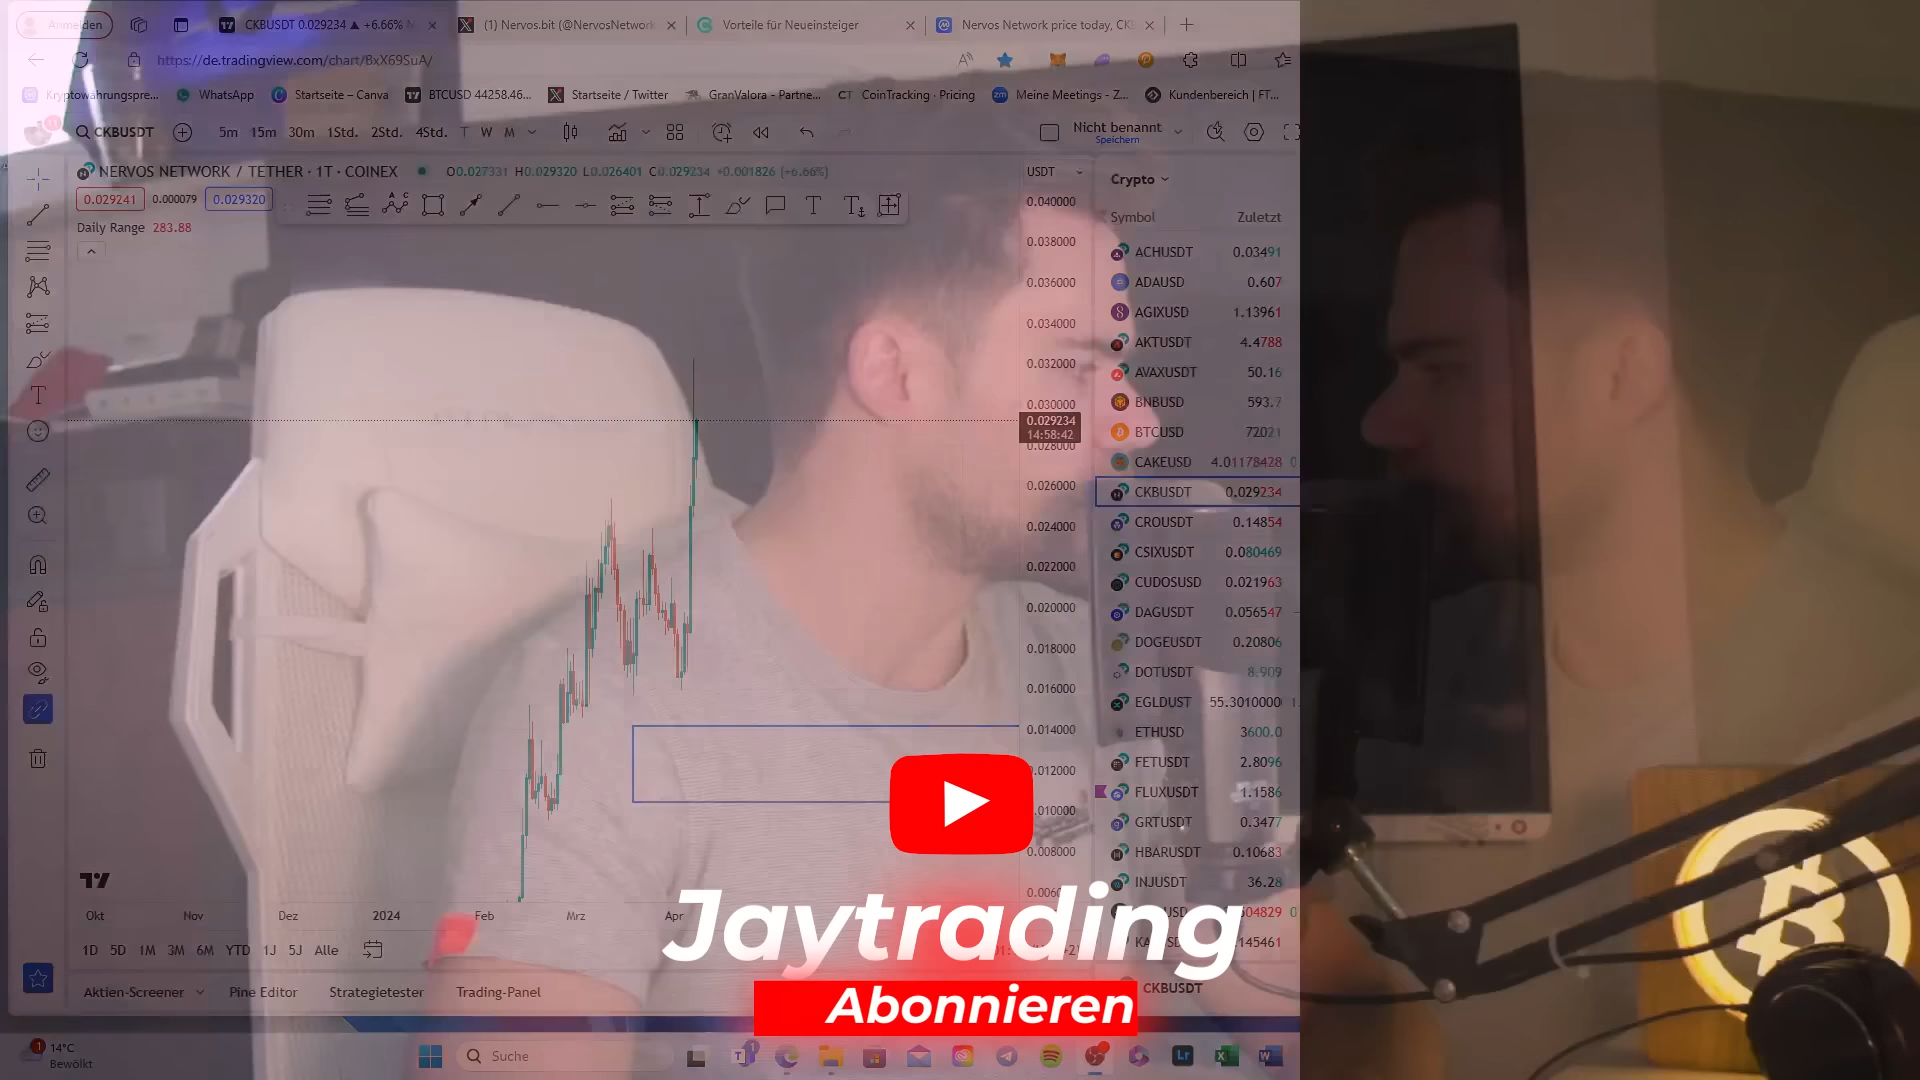 Anmelden
CKBUSDT 0.029234 ▲ +6.66% N
(1) Nervos.bit (@NervosNetwork
Vorteile für Neueinsteiger
Nervos Network price today, CK
https://de.tradingview.com/chart/BxX69SuA/
Kryptowährungspre...
WhatsApp
Startseite – Canva
BTCUSD 44258.46...
Startseite / Twitter
GranValora - Partne...
CT CoinTracking · Pricing
Meine Meetings - Z...
Kundenbereich | FT...
11
CKBUSDT
5m 15m 30m 1Std. 2Std. 4Std. T W M
Nicht benannt
Speichern
NERVOS NETWORK / TETHER · 1T · COINEX
O0.027331 H0.029320 L0.026401 C0.029234 +0.001826 (+6.66%)
0.029241 0.000079 0.029320
Daily Range 283.88
USDT
0.040000
0.038000
0.036000
0.034000
0.032000
0.030000
0.029234
14:58:42
0.028000
0.026000
0.024000
0.022000
0.020000
0.018000
0.016000
0.014000
0.012000
0.010000
0.008000
Crypto
Symbol Zuletzt
ACHUSDT 0.03491
ADAUSD 0.607
AGIXUSD 1.13961
AKTUSDT 4.4788
AVAXUSDT 50.16
BNBUSD 593.7
BTCUSD 72021
CAKEUSD 4.01178428
CKBUSDT 0.029234
CROUSDT 0.14854
CSIXUSDT 0.080469
CUDOSUSD 0.021963
DAGUSDT 0.056547
DOGEUSDT 0.20806
DOTUSDT 8.909
EGLDUST 55.3010000
ETHUSD 3600.0
FETUSDT 2.8096
FLUXUSDT 1.1586
GRTUSDT 0.3477
HBARUSDT 0.10683
INJUSDT 36.28
CKBUSDT
Okt Nov Dez 2024 Feb Mrz Apr
1D 5D 1M 3M 6M YTD 1J 5J Alle
Aktien-Screener Pine Editor Strategietester Trading-Panel
Jaytrading
Abonnieren
1
14°C
Bewölkt
Suche